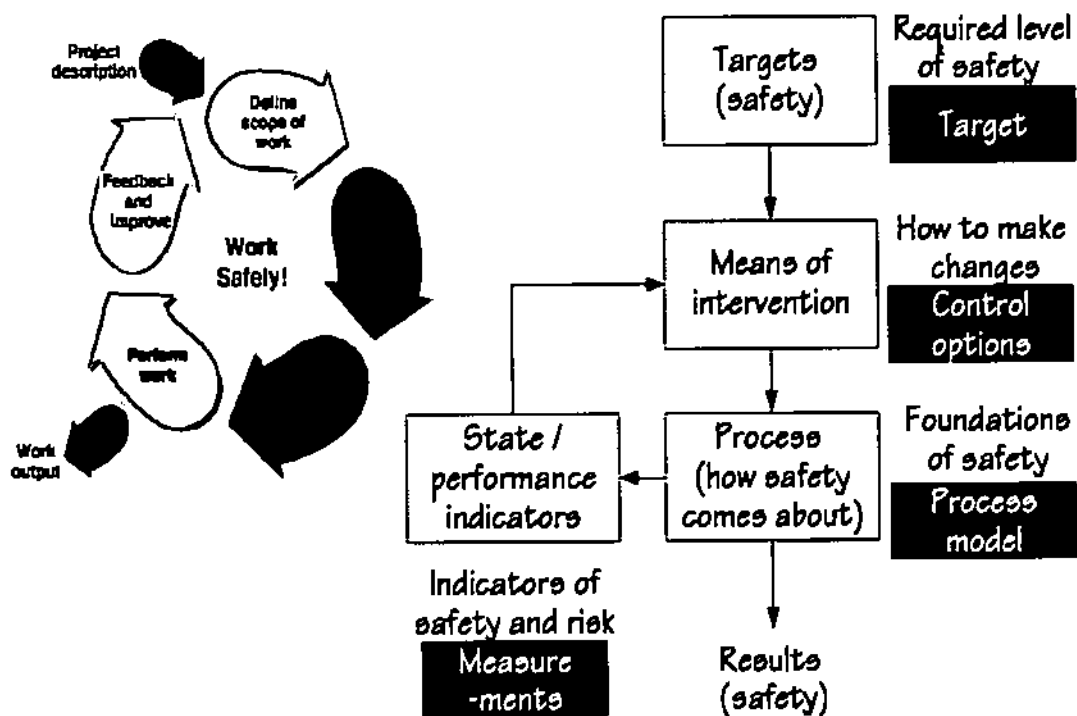 Project
description
Define
scope of
work
Feedback
and
Improve
Work
Safely!
Perform
work
Work
output
Targets
(safety)
Required level
of safety
Target
Means of
intervention
How to make
changes
Control
options
State /
performance
indicators
Process
(how safety
comes about)
Foundations
of safety
Process
model
Indicators of
safety and risk
Measure
-ments
Results
(safety)